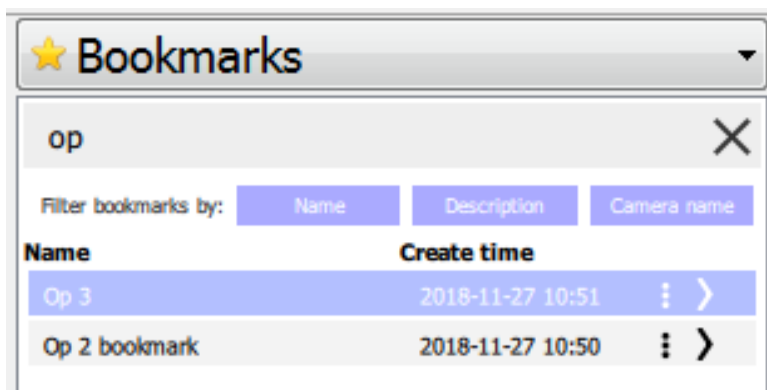 Bookmarks
op
Filter bookmarks by: Name Description Camera name
Name Create time
Op 3 2018-11-27 10:51
Op 2 bookmark 2018-11-27 10:50